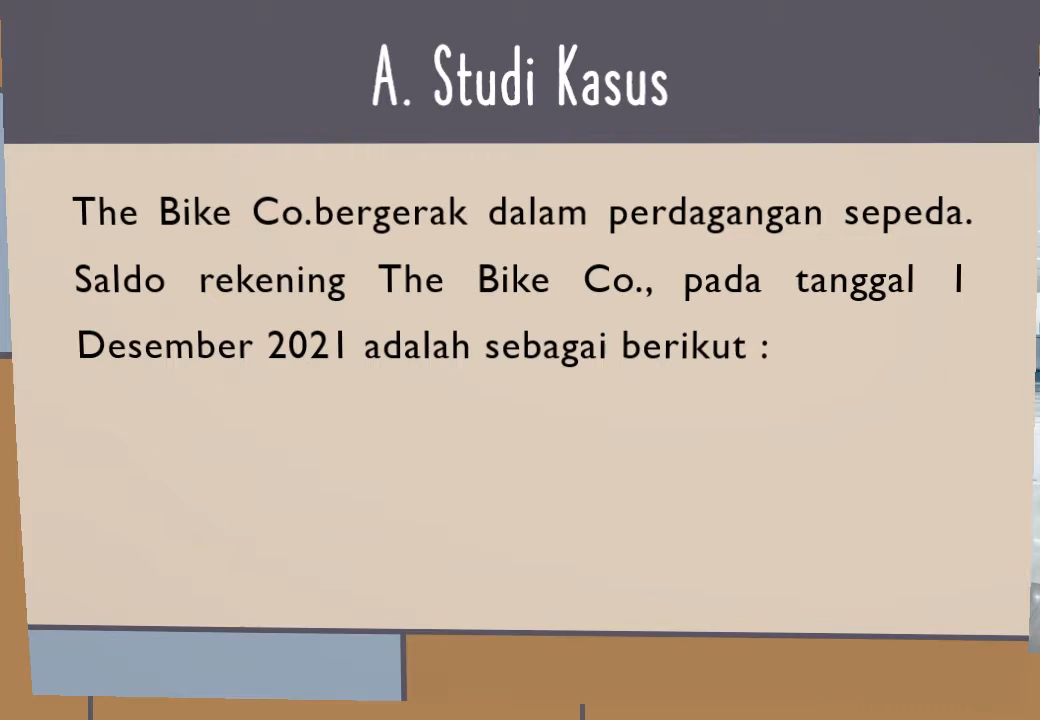 A. Studi Kasus
The Bike Co.bergerak dalam perdagangan sepeda.
Saldo rekening The Bike Co., pada tanggal 1
Desember 2021 adalah sebagai berikut :